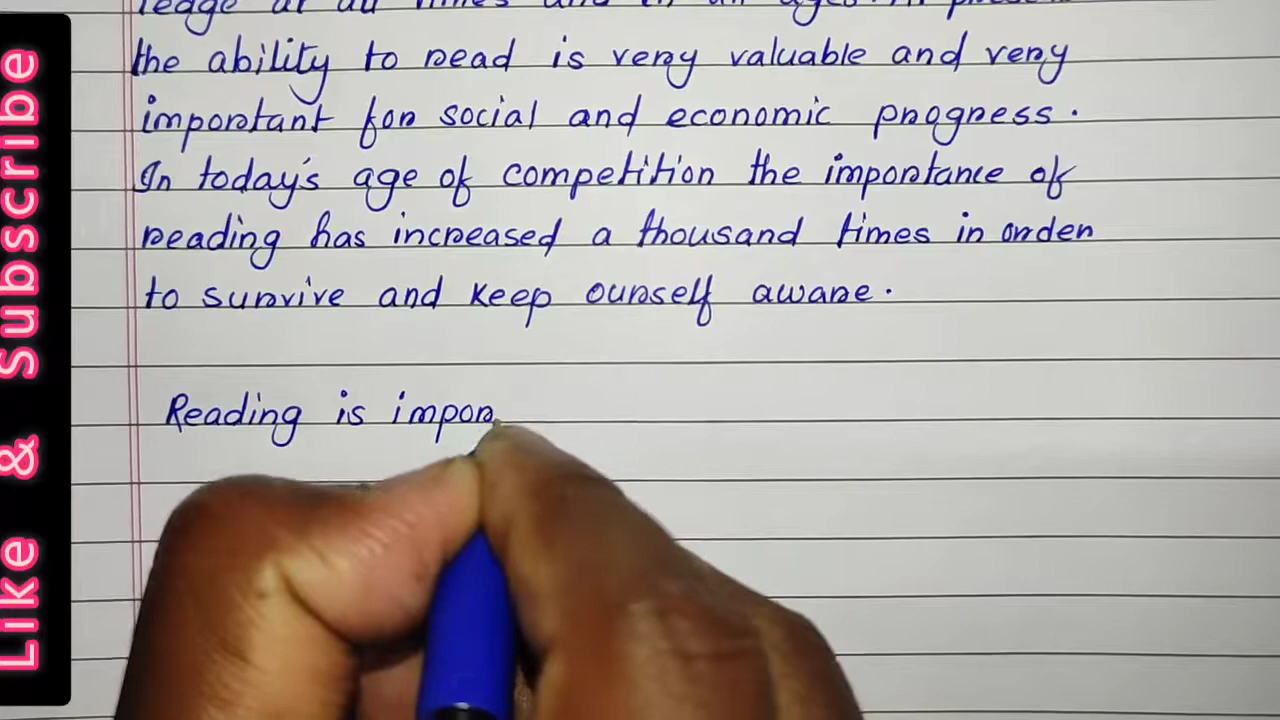 the ability to read is very valuable and very
important for social and economic progress.
In today's age of competition the importance of
reading has increased a thousand times in order
to survive and keep ourself aware.
Reading is impor
Like & Subscribe